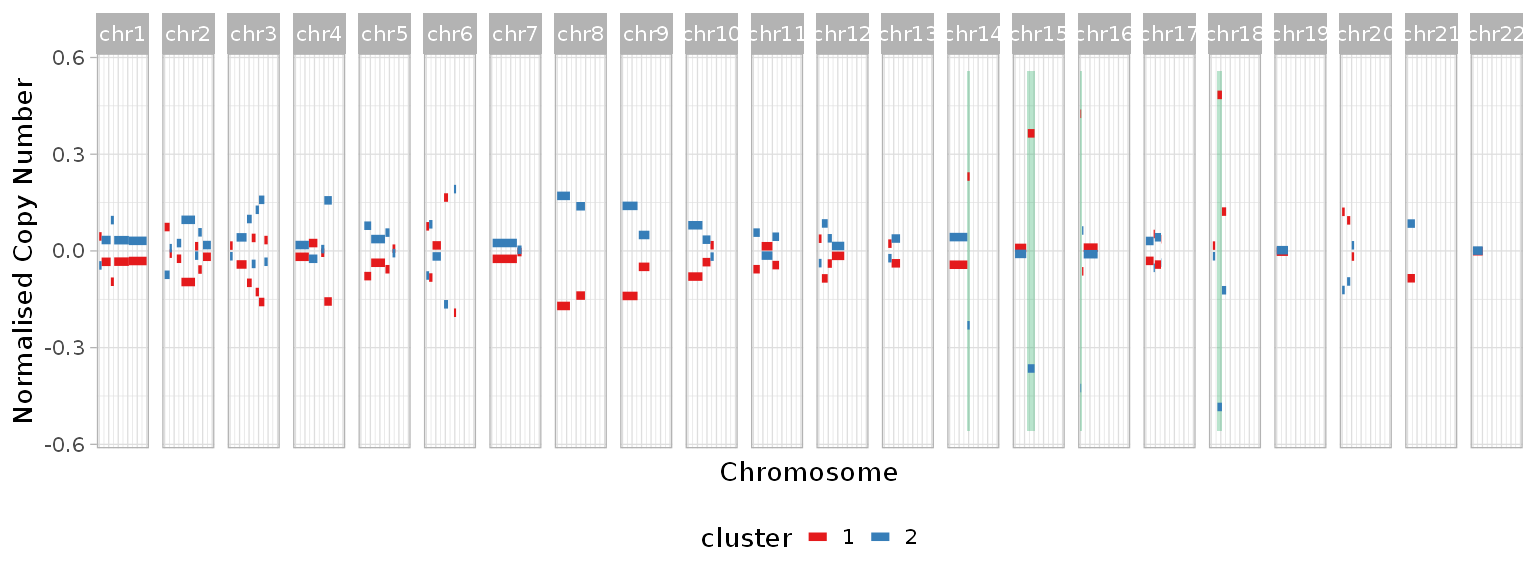 chr1 chr2 chr3 chr4 chr5 chr6 chr7 chr8 chr9 chr10 chr11 chr12 chr13 chr14 chr15 chr16 chr17 chr18 chr19 chr20 chr21 chr22
Normalised Copy Number
0.6
0.3
0.0
-0.3
-0.6
Chromosome
cluster 1 2